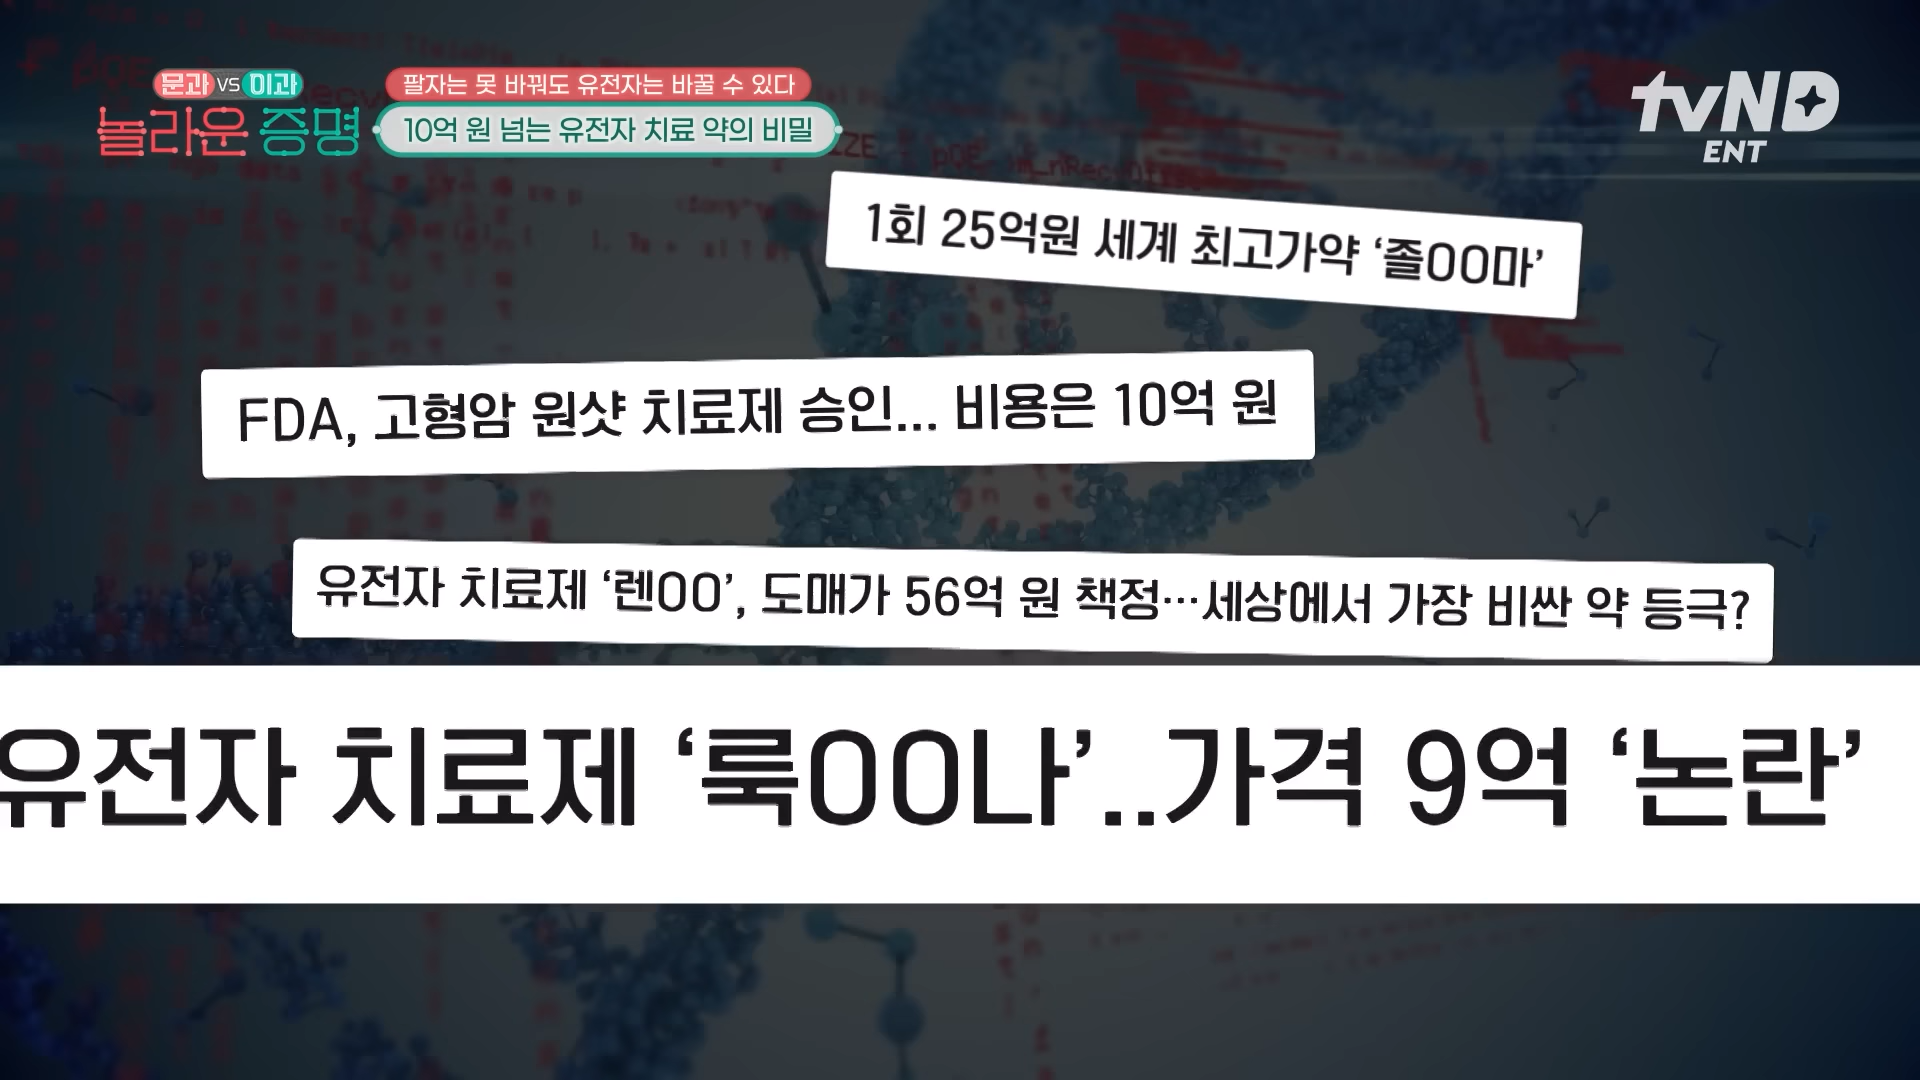 문과 VS 이과
놀라운 증명
팔자는 못 바꿔도 유전자는 바꿀 수 있다
10억 원 넘는 유전자 치료 약의 비밀
tvND
ENT
1회 25억원 세계 최고가약 ‘졸OO마’
FDA, 고형암 원샷 치료제 승인... 비용은 10억 원
유전자 치료제 ‘렌OO’, 도매가 56억 원 책정…세상에서 가장 비싼 약 등극?
유전자 치료제 ‘룩OO나’..가격 9억 ‘논란’